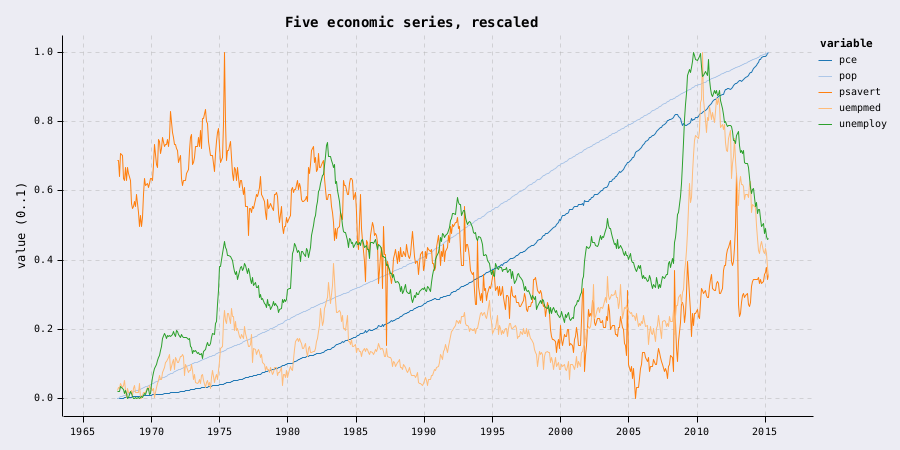 Five economic series, rescaled
variable
pce
pop
psavert
uempmed
unemploy
value (0..1)
1.0
0.8
0.6
0.4
0.2
0.0
1965 1970 1975 1980 1985 1990 1995 2000 2005 2010 2015